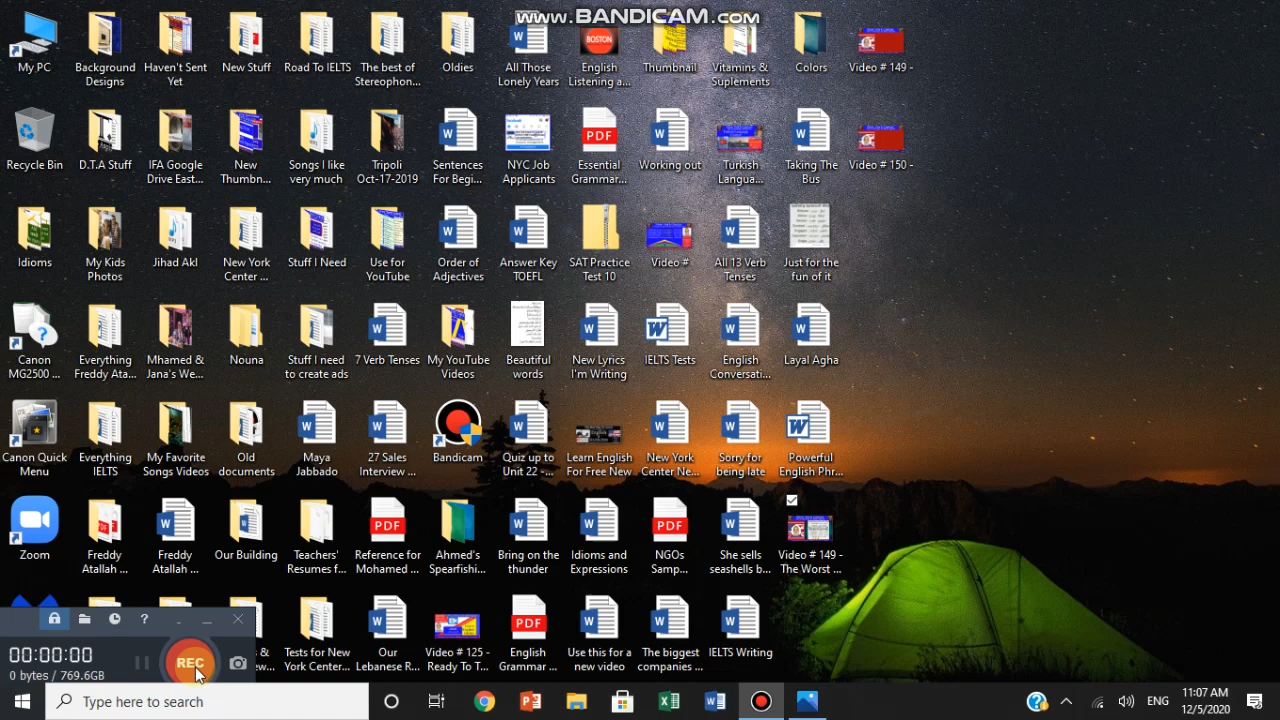 www.BANDICAM.com
My PC
Background
Designs
Haven't Sent
Yet
New Stuff
Road To IELTS
The best of
Stereophon...
Oldies
All Those
Lonely Years
BOSTON
English
Listening a...
Thumbnail
Vitamins &
Suplements
Colors
Video # 149 -
Recycle Bin
D.T.A Stuff
IFA Google
Drive East...
New
Thumbn...
Songs I like
very much
Tripoli
Oct-17-2019
Sentences
For Begi...
NYC Job
Applicants
PDF
Essential
Grammar...
Working out
Turkish
Langua...
Taking The
Bus
Video # 150 -
Idioms
My Kids
Photos
Jihad Akl
New York
Center ...
Stuff I Need
Use for
YouTube
Order of
Adjectives
Answer Key
TOEFL
SAT Practice
Test 10
Video #
All 13 Verb
Tenses
Just for the
fun of it
Canon
MG2500 ...
Everything
Freddy Ata...
Mhamed &
Jana's We...
Nouna
Stuff I need
to create ads
7 Verb Tenses
My YouTube
Videos
Beautiful
words
New Lyrics
I'm Writing
IELTS Tests
English
Conversati...
Layal Agha
Canon Quick
Menu
Everything
IELTS
My Favorite
Songs Videos
Old
documents
Maya
Jabbado
27 Sales
Interview ...
Bandicam
Quiz up to
Unit 22 -...
Learn English
For Free New
New York
Center Ne...
Sorry for
being late
Powerful
English Phr...
Zoom
Freddy
Atallah ...
Freddy
Atallah ...
Our Building
Teachers'
Resumes f...
PDF
Reference for
Mohamed ...
Ahmed's
Spearfishi...
Bring on the
thunder
Idioms and
Expressions
PDF
NGOs
Samp...
She sells
seashells b...
Video # 149 -
The Worst ...
Tests for New
York Center...
Our
Lebanese R...
Video # 125 -
Ready To T...
PDF
English
Grammar ...
Use this for a
new video
The biggest
companies ...
IELTS Writing
00:00:00
0 bytes / 769.6GB
REC
Type here to search
ENG
11:07 AM
12/5/2020